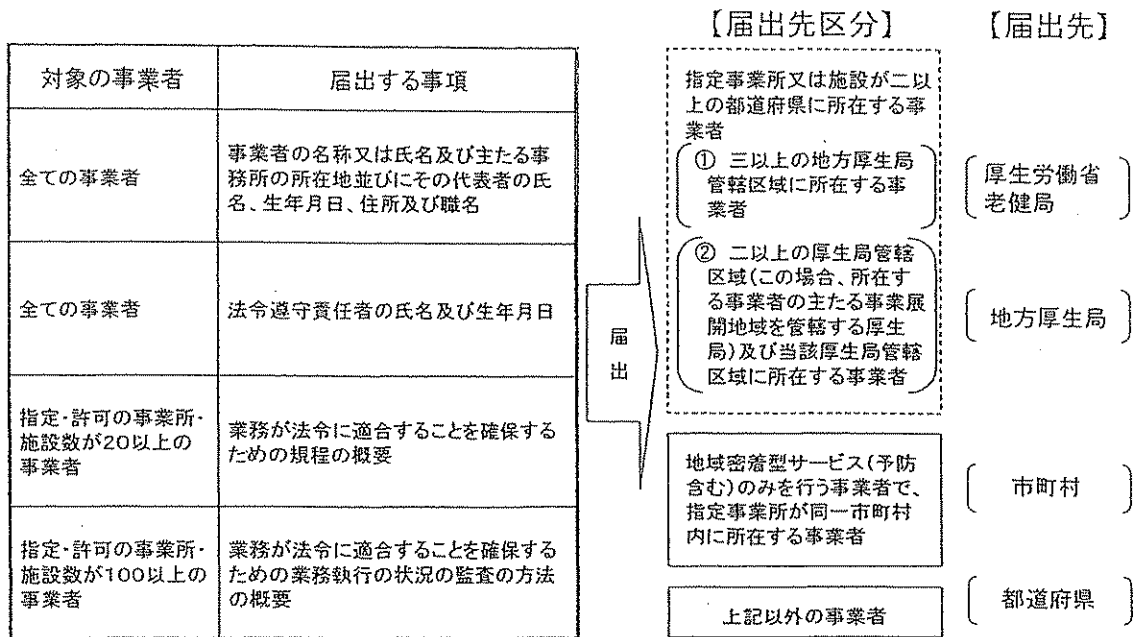 対象の事業者
届出する事項
全ての事業者
事業者の名称又は氏名及び主たる事
務所の所在地並びにその代表者の氏
名、生年月日、住所及び職名
全ての事業者
法令遵守責任者の氏名及び生年月日
指定・許可の事業所・
施設数が20以上の
事業者
業務が法令に適合することを確保する
ための規程の概要
指定・許可の事業所・
施設数が100以上の
事業者
業務が法令に適合することを確保する
ための業務執行の状況の監査の方法
の概要
届
出
【届出先区分】
【届出先】
指定事業所又は施設が二以
上の都道府県に所在する事
業者
① 三以上の地方厚生局
管轄区域に所在する事
業者
厚生労働省
老健局
② 二以上の厚生局管轄
区域(この場合、所在す
る事業者の主たる事業展
開地域を管轄する厚生
局)及び当該厚生局管轄
区域に所在する事業者
地方厚生局
地域密着型サービス(予防
含む)のみを行う事業者で、
指定事業所が同一市町村
内に所在する事業者
市町村
上記以外の事業者
都道府県